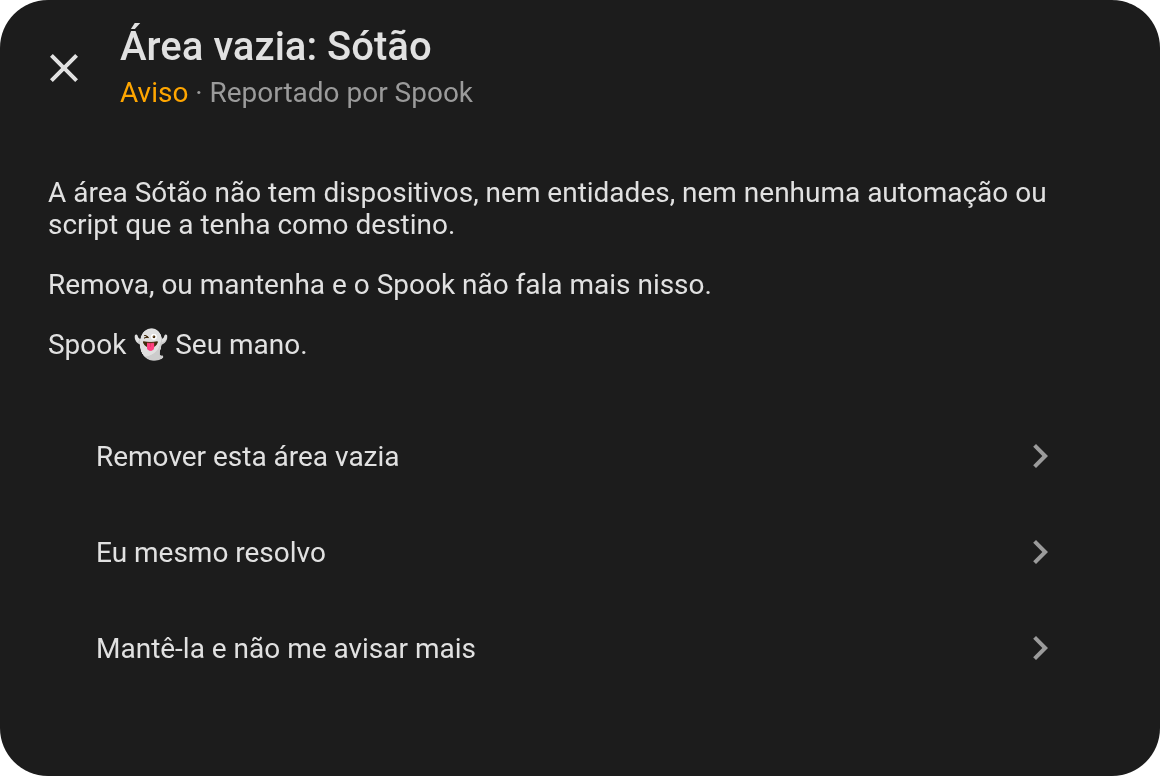 Área vazia: Sótão
Aviso · Reportado por Spook
A área Sótão não tem dispositivos, nem entidades, nem nenhuma automação ou
script que a tenha como destino.
Remova, ou mantenha e o Spook não fala mais nisso.
Spook 👻 Seu mano.
Remover esta área vazia
Eu mesmo resolvo
Mantê-la e não me avisar mais